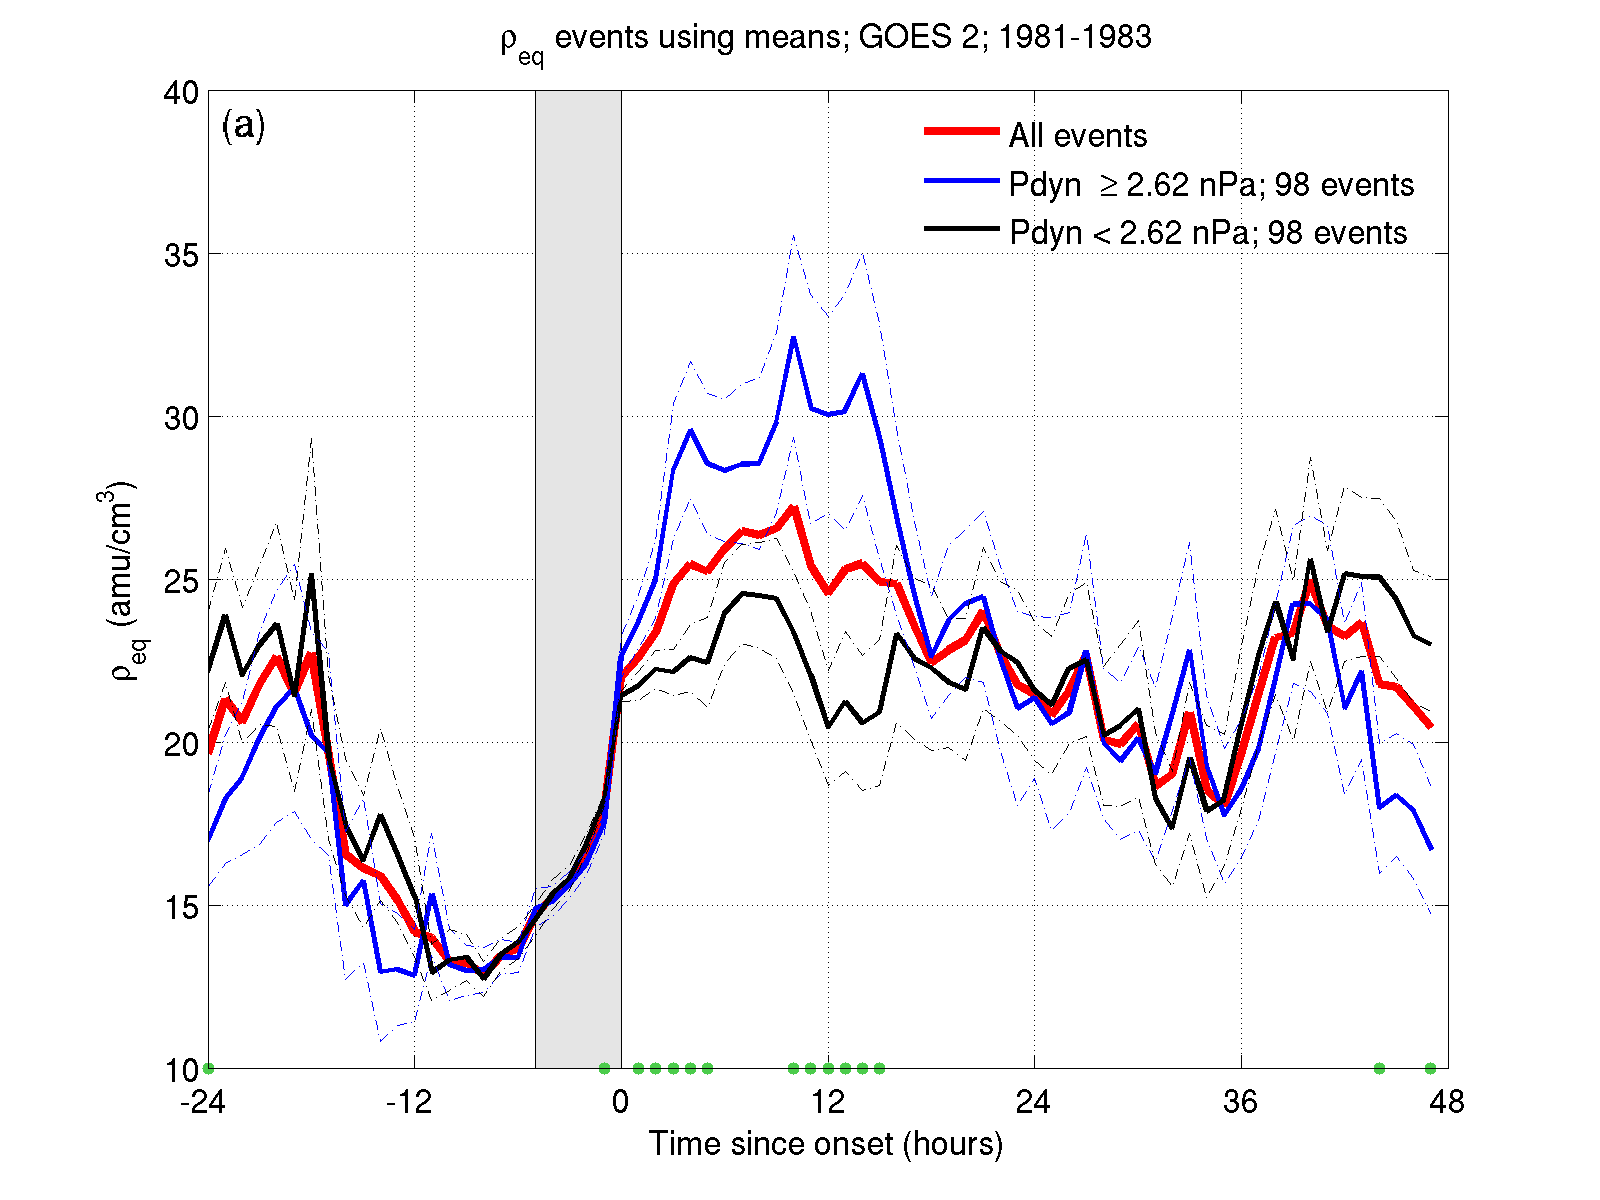 ρeq events using means; GOES 2; 1981-1983
(a)
All events
Pdyn ≥ 2.62 nPa; 98 events
Pdyn < 2.62 nPa; 98 events
40
35
30
25
20
15
10
ρeq (amu/cm³)
-24 -12 0 12 24 36 48
Time since onset (hours)